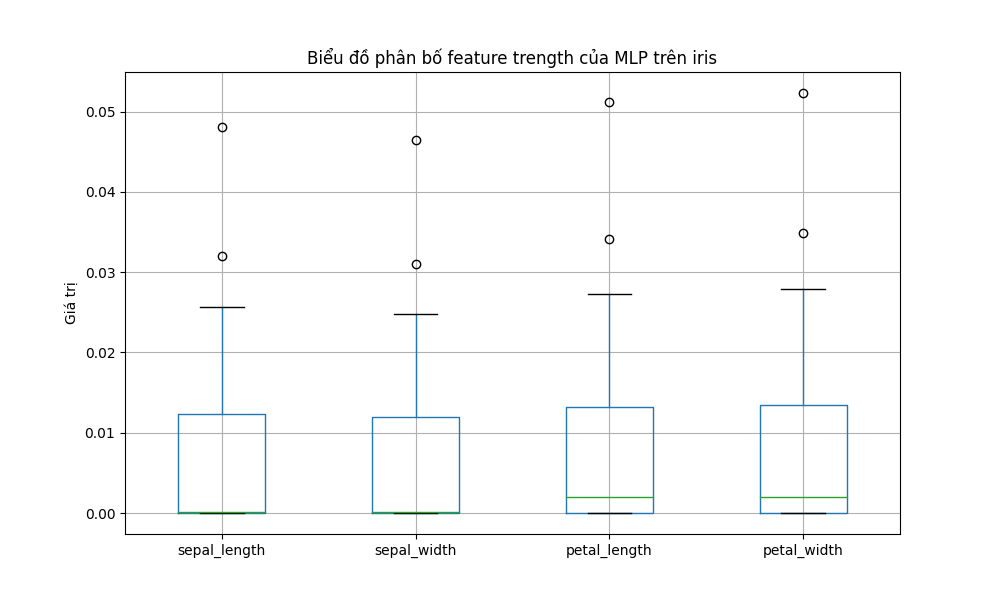 Biểu đồ phân bố feature trength của MLP trên iris
Giá trị
0.05
0.04
0.03
0.02
0.01
0.00
sepal_length
sepal_width
petal_length
petal_width